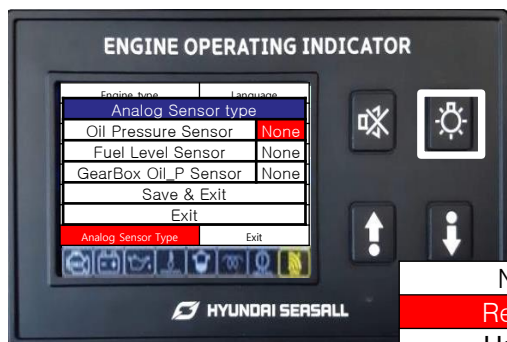 ENGINE OPERATING INDICATOR
Engine type Language
Analog Sensor type
Oil Pressure Sensor None
Fuel Level Sensor None
GearBox Oil_P Sensor None
Save & Exit
Exit
Analog Sensor Type Exit
HYUNDAI SEASALL